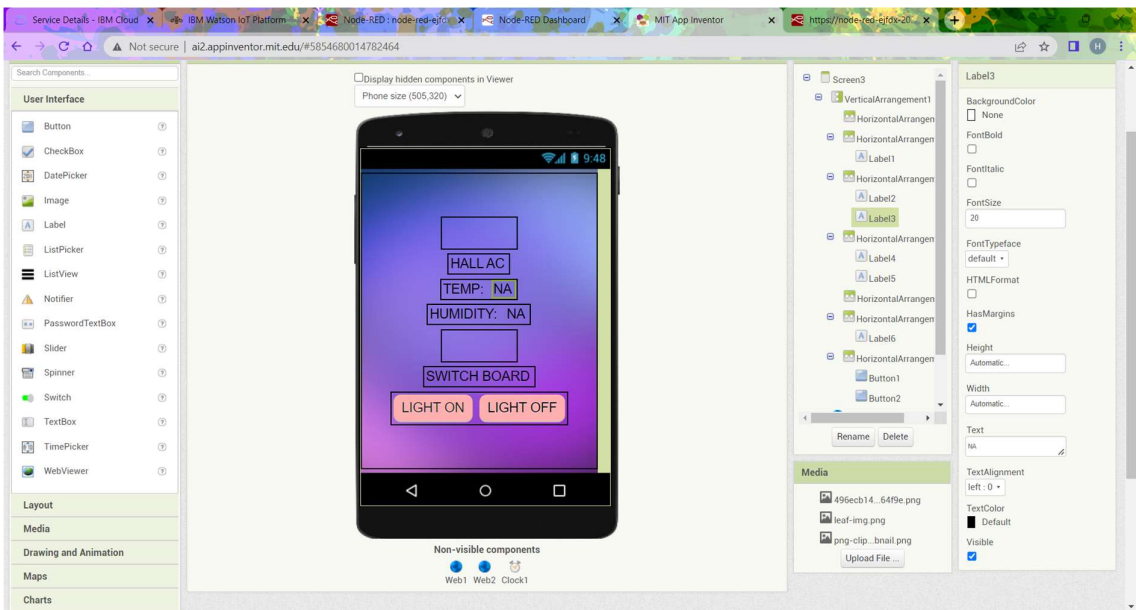 Service Details - IBM Cloud
IBM Watson IoT Platform
Node-RED : node-red-ejfdx
Node-RED Dashboard
MIT App Inventor
https://node-red-ejfdx-20
Not secure | ai2.appinventor.mit.edu/#5854680014782464
H
Search Components...
User Interface
Button
CheckBox
DatePicker
Image
Label
ListPicker
ListView
Notifier
PasswordTextBox
Slider
Spinner
Switch
TextBox
TimePicker
WebViewer
Layout
Media
Drawing and Animation
Maps
Charts
Display hidden components in Viewer
Phone size (505,320)
9:48
HALL AC
TEMP: NA
HUMIDITY: NA
SWITCH BOARD
LIGHT ON LIGHT OFF
Non-visible components
Web1 Web2 Clock1
Screen3
VerticalArrangement1
HorizontalArrangen
HorizontalArrangem
Label1
HorizontalArrangem
Label2
Label3
HorizontalArrangem
Label4
Label5
HorizontalArrangen
HorizontalArrangem
Label6
HorizontalArrangem
Button1
Button2
Rename Delete
Media
496ecb14...64f9e.png
leaf-img.png
png-clip...bnail.png
Upload File ...
Label3
BackgroundColor
None
FontBold
FontItalic
FontSize
20
FontTypeface
default
HTMLFormat
HasMargins
Height
Automatic...
Width
Automatic...
Text
NA
TextAlignment
left : 0
TextColor
Default
Visible